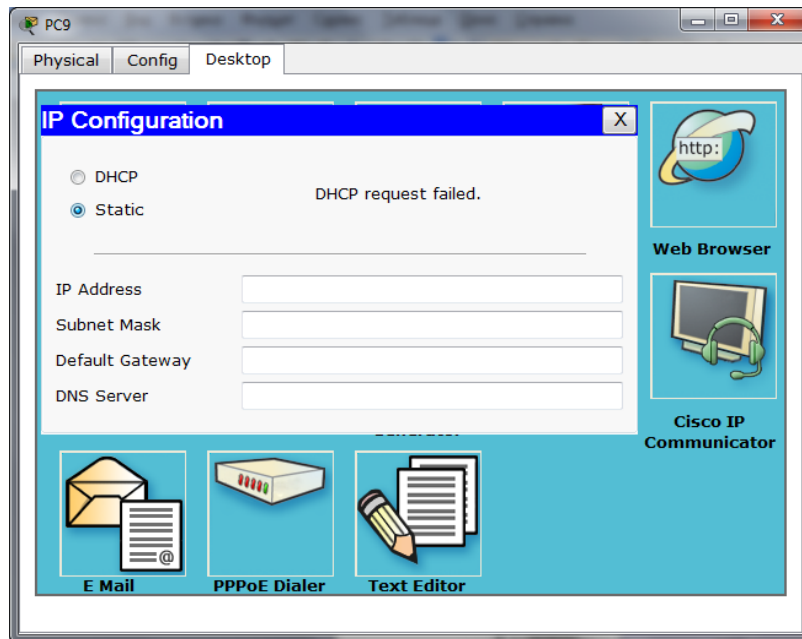 PC9
Physical
Config
Desktop
IP Configuration
X
DHCP
Static
DHCP request failed.
IP Address
Subnet Mask
Default Gateway
DNS Server
http:
Web Browser
Cisco IP
Communicator
@
E Mail
PPPoE Dialer
Text Editor